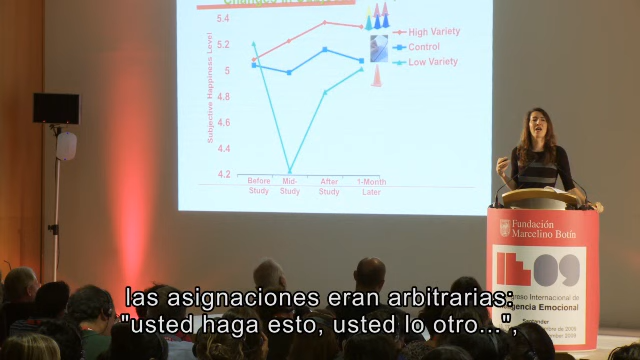 5.4
5.2
5
4.8
4.6
4.4
4.2
Subjective Happiness Level
Before Study
Mid-Study
After Study
1-Month Later
High Variety
Control
Low Variety
Fundación
Marcelino Botín
09
Internacional de
Emocional
Santander
las asignaciones eran arbitrarias:
"usted haga esto, usted lo otro...",